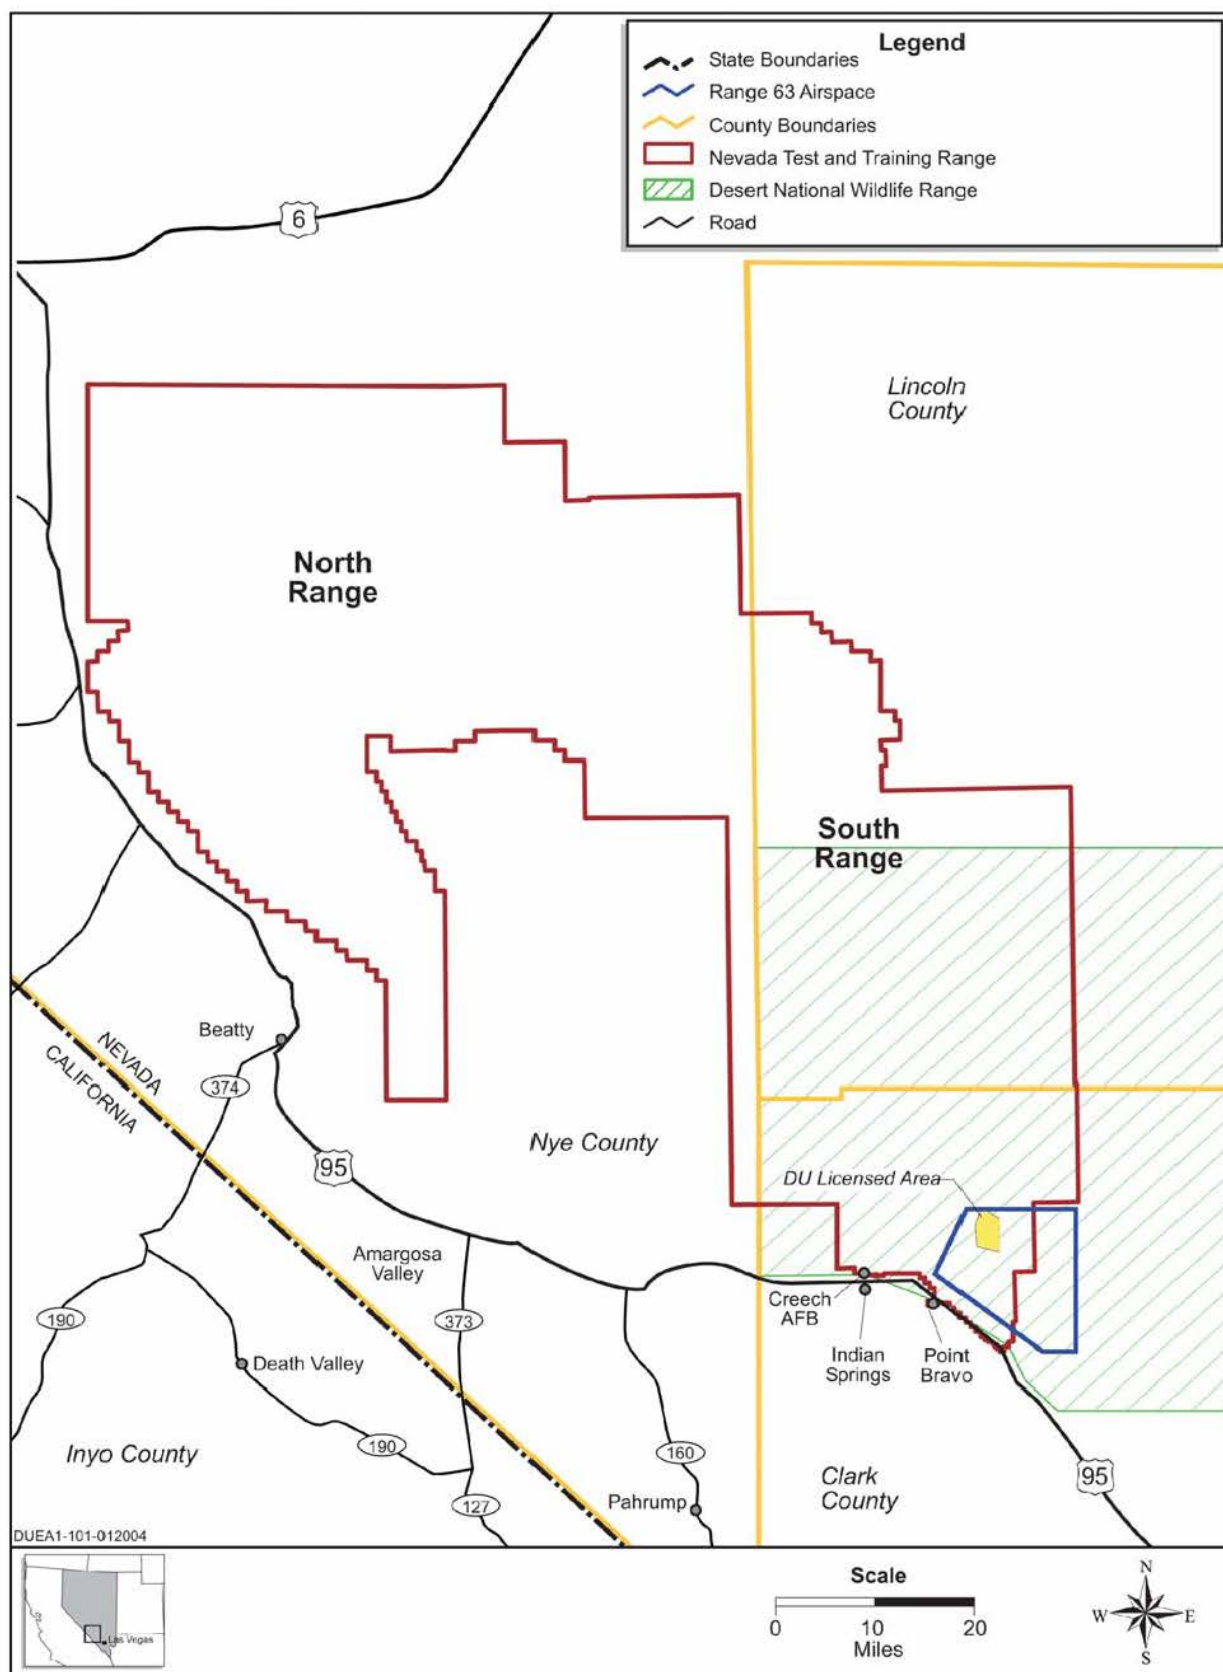 Legend
State Boundaries
Range 63 Airspace
County Boundaries
Nevada Test and Training Range
Desert National Wildlife Range
Road
6
Lincoln
County
North
Range
South
Range
Beatty
NEVADA
CALIFORNIA
374
95
Nye County
DU Licensed Area
Amargosa
Valley
Creech
AFB
190
373
Death Valley
Indian
Springs
Point
Bravo
Inyo County
190
160
Clark
County
95
127
Pahrump
DUEA1-101-012004
Las Vegas
Scale
0
10
20
Miles
N
W
E
S